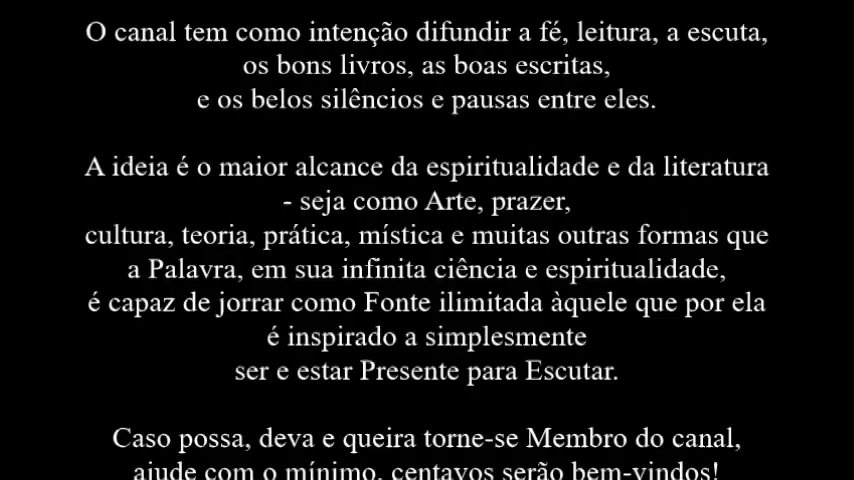 O canal tem como intenção difundir a fé, leitura, a escuta,
os bons livros, as boas escritas,
e os belos silêncios e pausas entre eles.
A ideia é o maior alcance da espiritualidade e da literatura
- seja como Arte, prazer,
cultura, teoria, prática, mística e muitas outras formas que
a Palavra, em sua infinita ciência e espiritualidade,
é capaz de jorrar como Fonte ilimitada àquele que por ela
é inspirado a simplesmente
ser e estar Presente para Escutar.
Caso possa, deva e queira torne-se Membro do canal,
ajude com o mínimo, centavos serão bem-vindos!